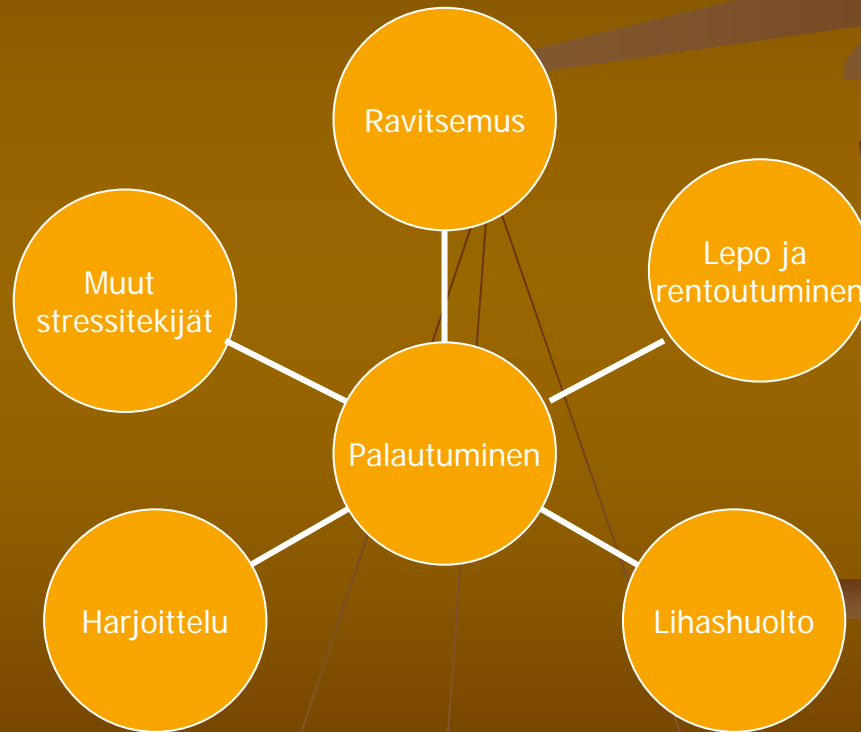 Ravitsemus
Lepo ja
rentoutuminen
Muut
stressitekijät
Palautuminen
Harjoittelu
Lihashuolto